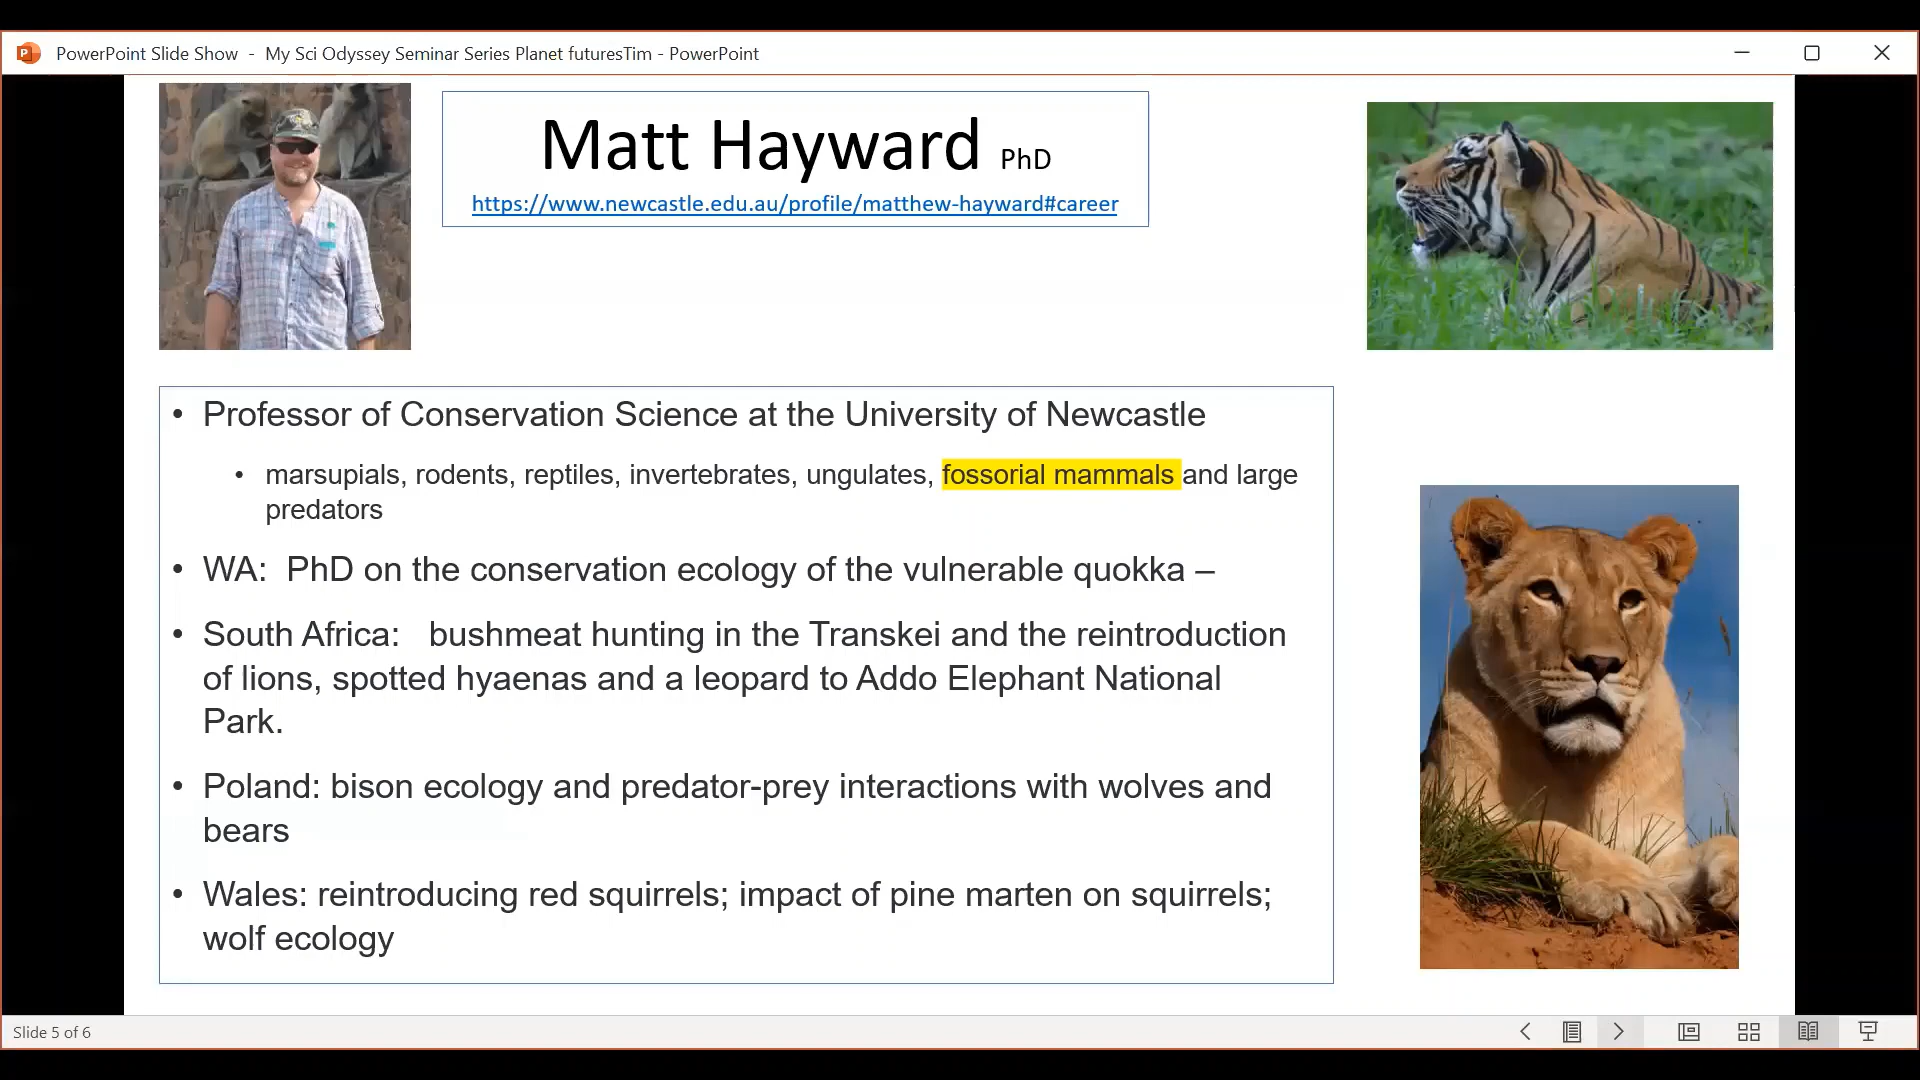 PowerPoint Slide Show - My Sci Odyssey Seminar Series Planet futuresTim - PowerPoint
Matt Hayward PhD
https://www.newcastle.edu.au/profile/matthew-hayward#career
• Professor of Conservation Science at the University of Newcastle
• marsupials, rodents, reptiles, invertebrates, ungulates, fossorial mammals and large
predators
• WA: PhD on the conservation ecology of the vulnerable quokka –
• South Africa: bushmeat hunting in the Transkei and the reintroduction
of lions, spotted hyaenas and a leopard to Addo Elephant National
Park.
• Poland: bison ecology and predator-prey interactions with wolves and
bears
• Wales: reintroducing red squirrels; impact of pine marten on squirrels;
wolf ecology
Slide 5 of 6